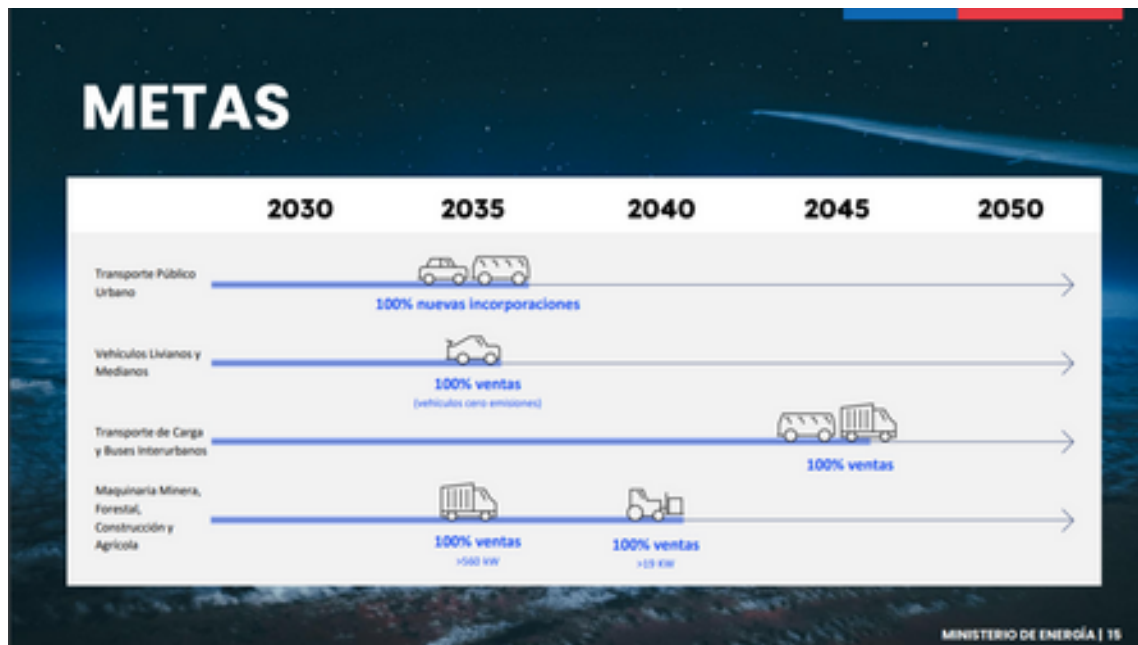 METAS
2030 2035 2040 2045 2050
Transporte Público
Urbano
100% nuevas incorporaciones
Vehículos Livianos y
Medianos
100% ventas
(vehículos cero emisiones)
Transporte de Carga
y Buses Interurbanos
100% ventas
Maquinaria Minera,
Forestal,
Construcción y
Agrícola
100% ventas
>560 kW
100% ventas
>19 KW
MINISTERIO DE ENERGÍA | 15